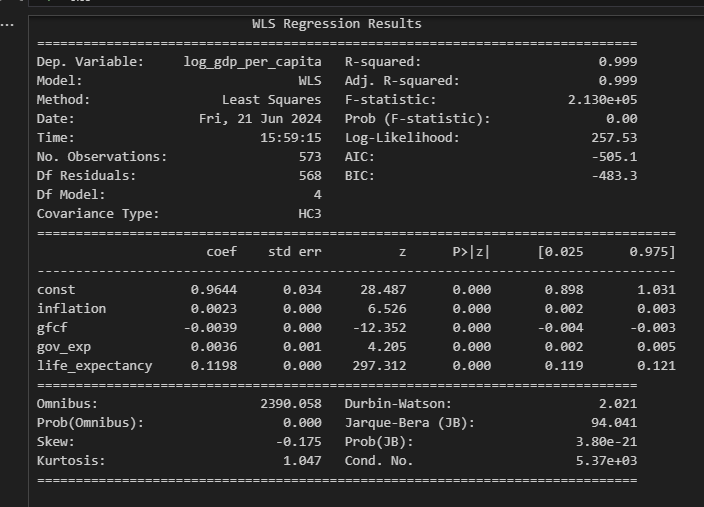 ...
WLS Regression Results
==============================================================================
Dep. Variable: log_gdp_per_capita R-squared: 0.999
Model: WLS Adj. R-squared: 0.999
Method: Least Squares F-statistic: 2.130e+05
Date: Fri, 21 Jun 2024 Prob (F-statistic): 0.00
Time: 15:59:15 Log-Likelihood: 257.53
No. Observations: 573 AIC: -505.1
Df Residuals: 568 BIC: -483.3
Df Model: 4
Covariance Type: HC3
===================================================================================
coef std err z P>|z| [0.025 0.975]
-----------------------------------------------------------------------------------
const 0.9644 0.034 28.487 0.000 0.898 1.031
inflation 0.0023 0.000 6.526 0.000 0.002 0.003
gfcf -0.0039 0.000 -12.352 0.000 -0.004 -0.003
gov_exp 0.0036 0.001 4.205 0.000 0.002 0.005
life_expectancy 0.1198 0.000 297.312 0.000 0.119 0.121
==============================================================================
Omnibus: 2390.058 Durbin-Watson: 2.021
Prob(Omnibus): 0.000 Jarque-Bera (JB): 94.041
Skew: -0.175 Prob(JB): 3.80e-21
Kurtosis: 1.047 Cond. No. 5.37e+03
==============================================================================